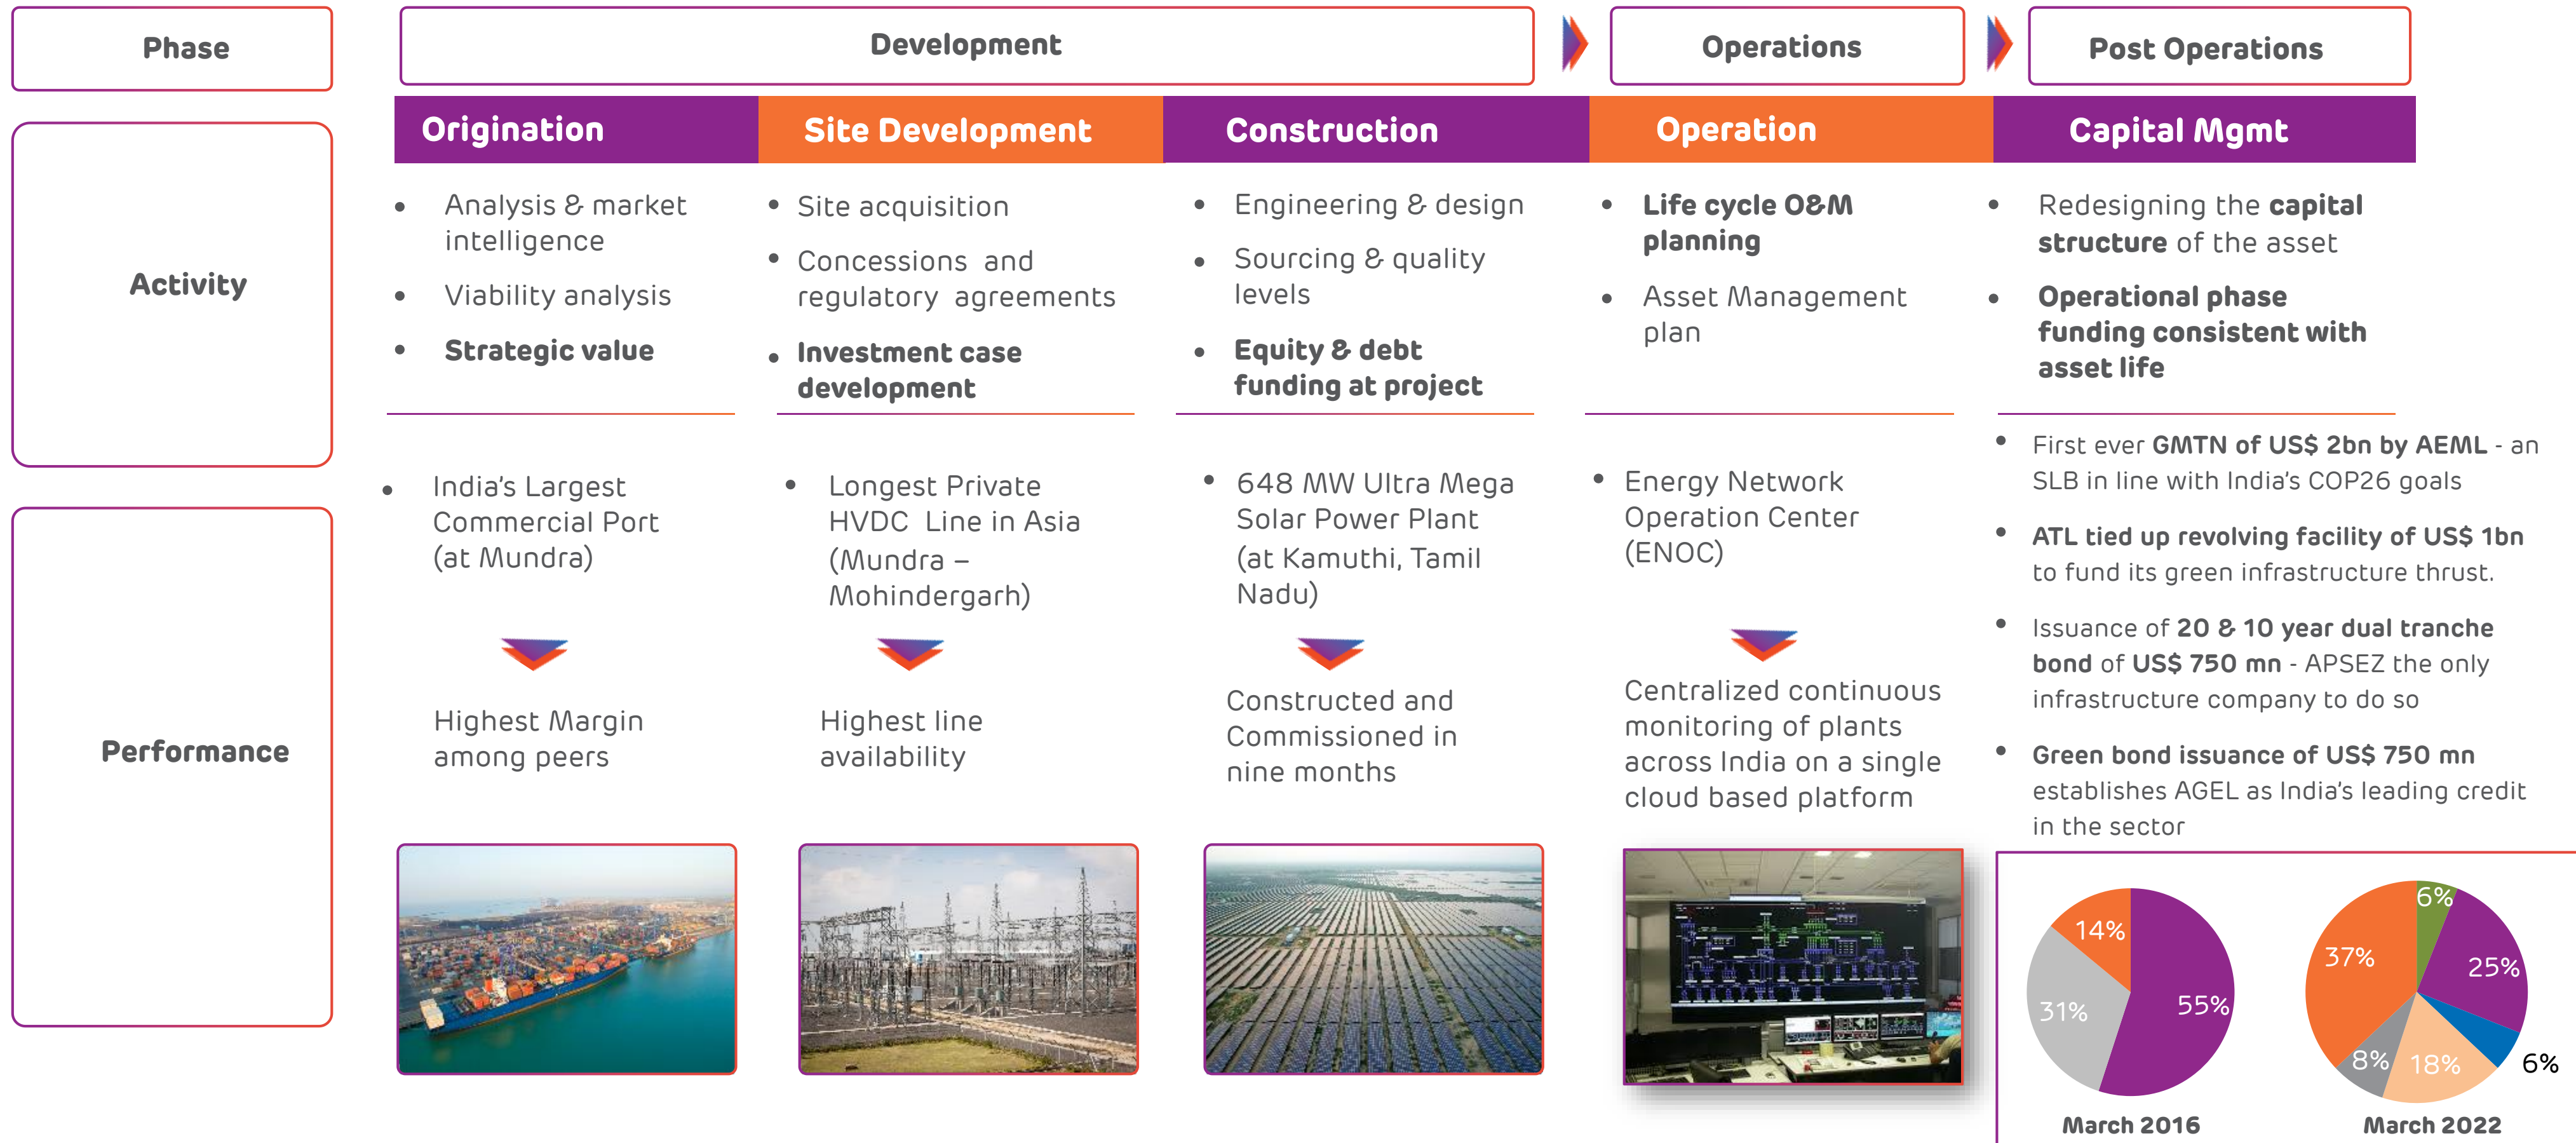 Phase
Development
Operations
Post Operations
Activity
Origination
Site Development
Construction
Operation
Capital Mgmt
• Analysis & market
intelligence
• Viability analysis
• Strategic value
• Site acquisition
• Concessions and
regulatory agreements
• Investment case
development
• Engineering & design
• Sourcing & quality
levels
• Equity & debt
funding at project
• Life cycle O&M
planning
• Asset Management
plan
• Redesigning the capital
structure of the asset
• Operational phase
funding consistent with
asset life
Performance
• India's Largest
Commercial Port
(at Mundra)
Highest Margin
among peers
• Longest Private
HVDC Line in Asia
(Mundra –
Mohindergarh)
Highest line
availability
• 648 MW Ultra Mega
Solar Power Plant
(at Kamuthi, Tamil
Nadu)
Constructed and
Commissioned in
nine months
• Energy Network
Operation Center
(ENOC)
Centralized continuous
monitoring of plants
across India on a single
cloud based platform
• First ever GMTN of US$ 2bn by AEML - an
SLB in line with India's COP26 goals
• ATL tied up revolving facility of US$ 1bn
to fund its green infrastructure thrust.
• Issuance of 20 & 10 year dual tranche
bond of US$ 750 mn - APSEZ the only
infrastructure company to do so
• Green bond issuance of US$ 750 mn
establishes AGEL as India's leading credit
in the sector
14%
31%
55%
March 2016
6%
37%
25%
8%
18%
6%
March 2022